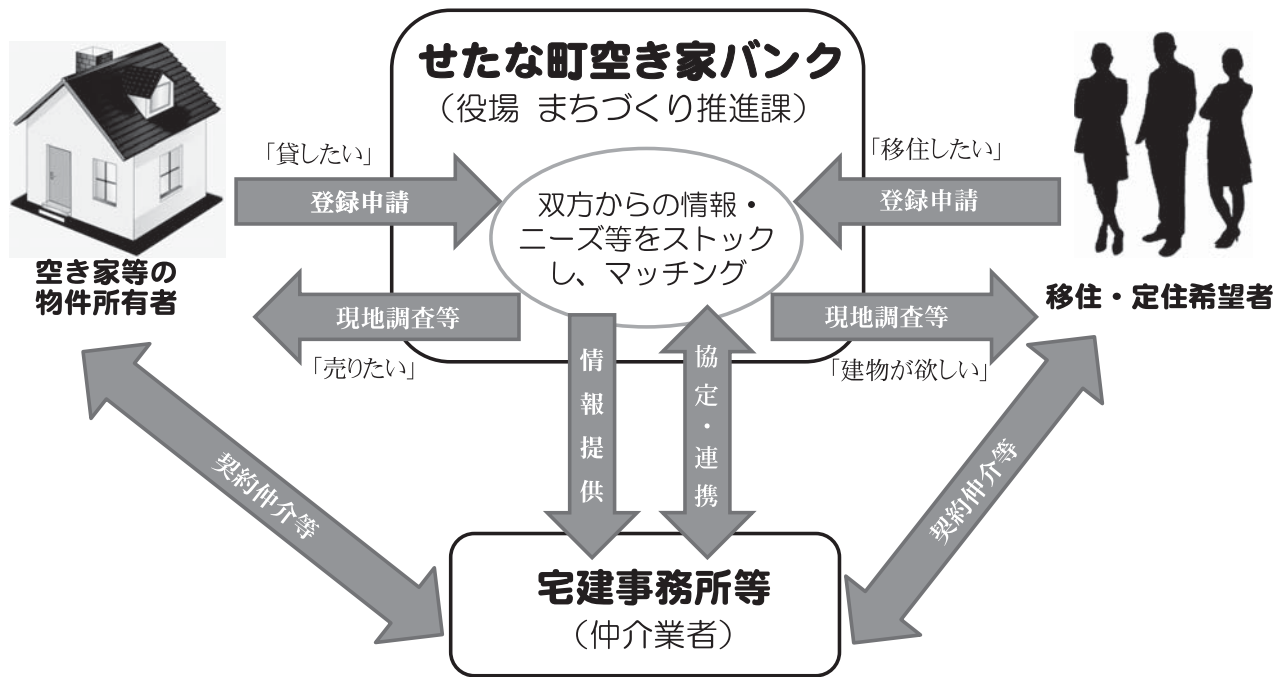 せたな町空き家バンク
（役場 まちづくり推進課）
「貸したい」
登録申請
「移住したい」
登録申請
双方からの情報・
ニーズ等をストック
し、マッチング
空き家等の
物件所有者
移住・定住希望者
現地調査等
「売りたい」
現地調査等
「建物が欲しい」
情報提供
協定・連携
契約仲介等
契約仲介等
宅建事務所等
（仲介業者）